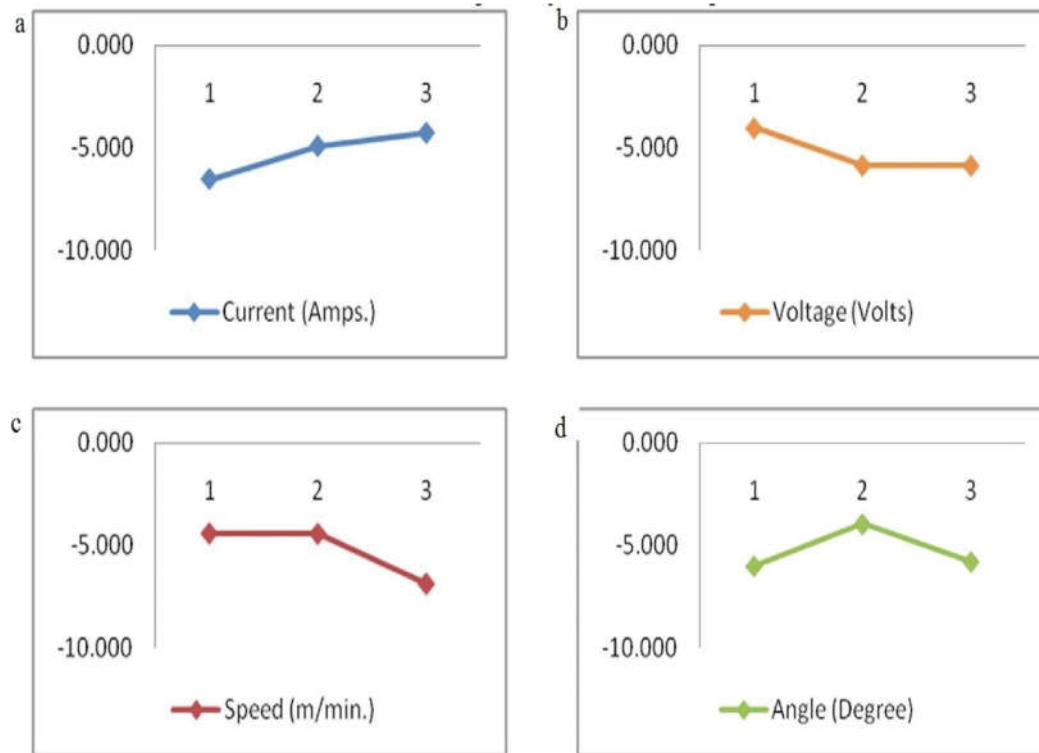 a
0.000
1 2 3
-5.000
-10.000
Current (Amps.)
b
0.000
1 2 3
-5.000
-10.000
Voltage (Volts)
c
0.000
1 2 3
-5.000
-10.000
Speed (m/min.)
d
0.000
1 2 3
-5.000
-10.000
Angle (Degree)